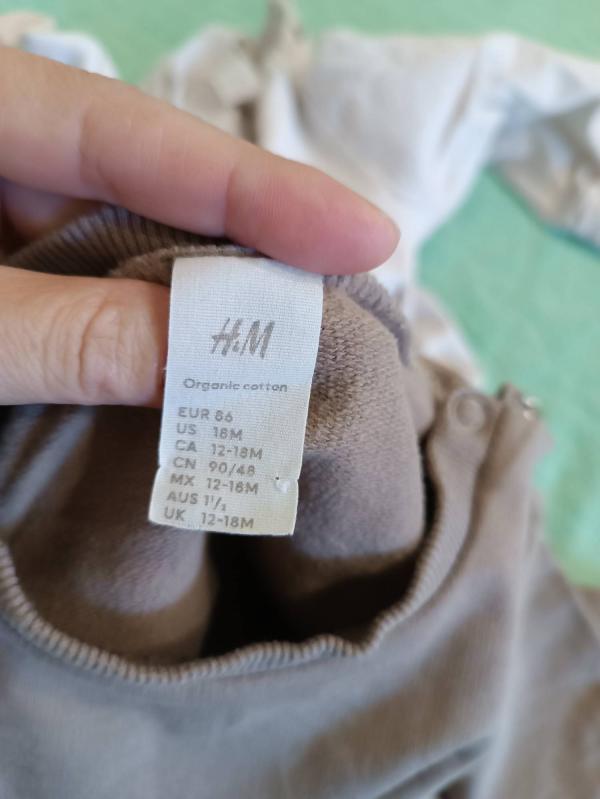 H&M
Organic cotton
EUR 86
US 18M
CA 12-18M
CN 90/48
MX 12-18M
AUS 1½
UK 12-18M